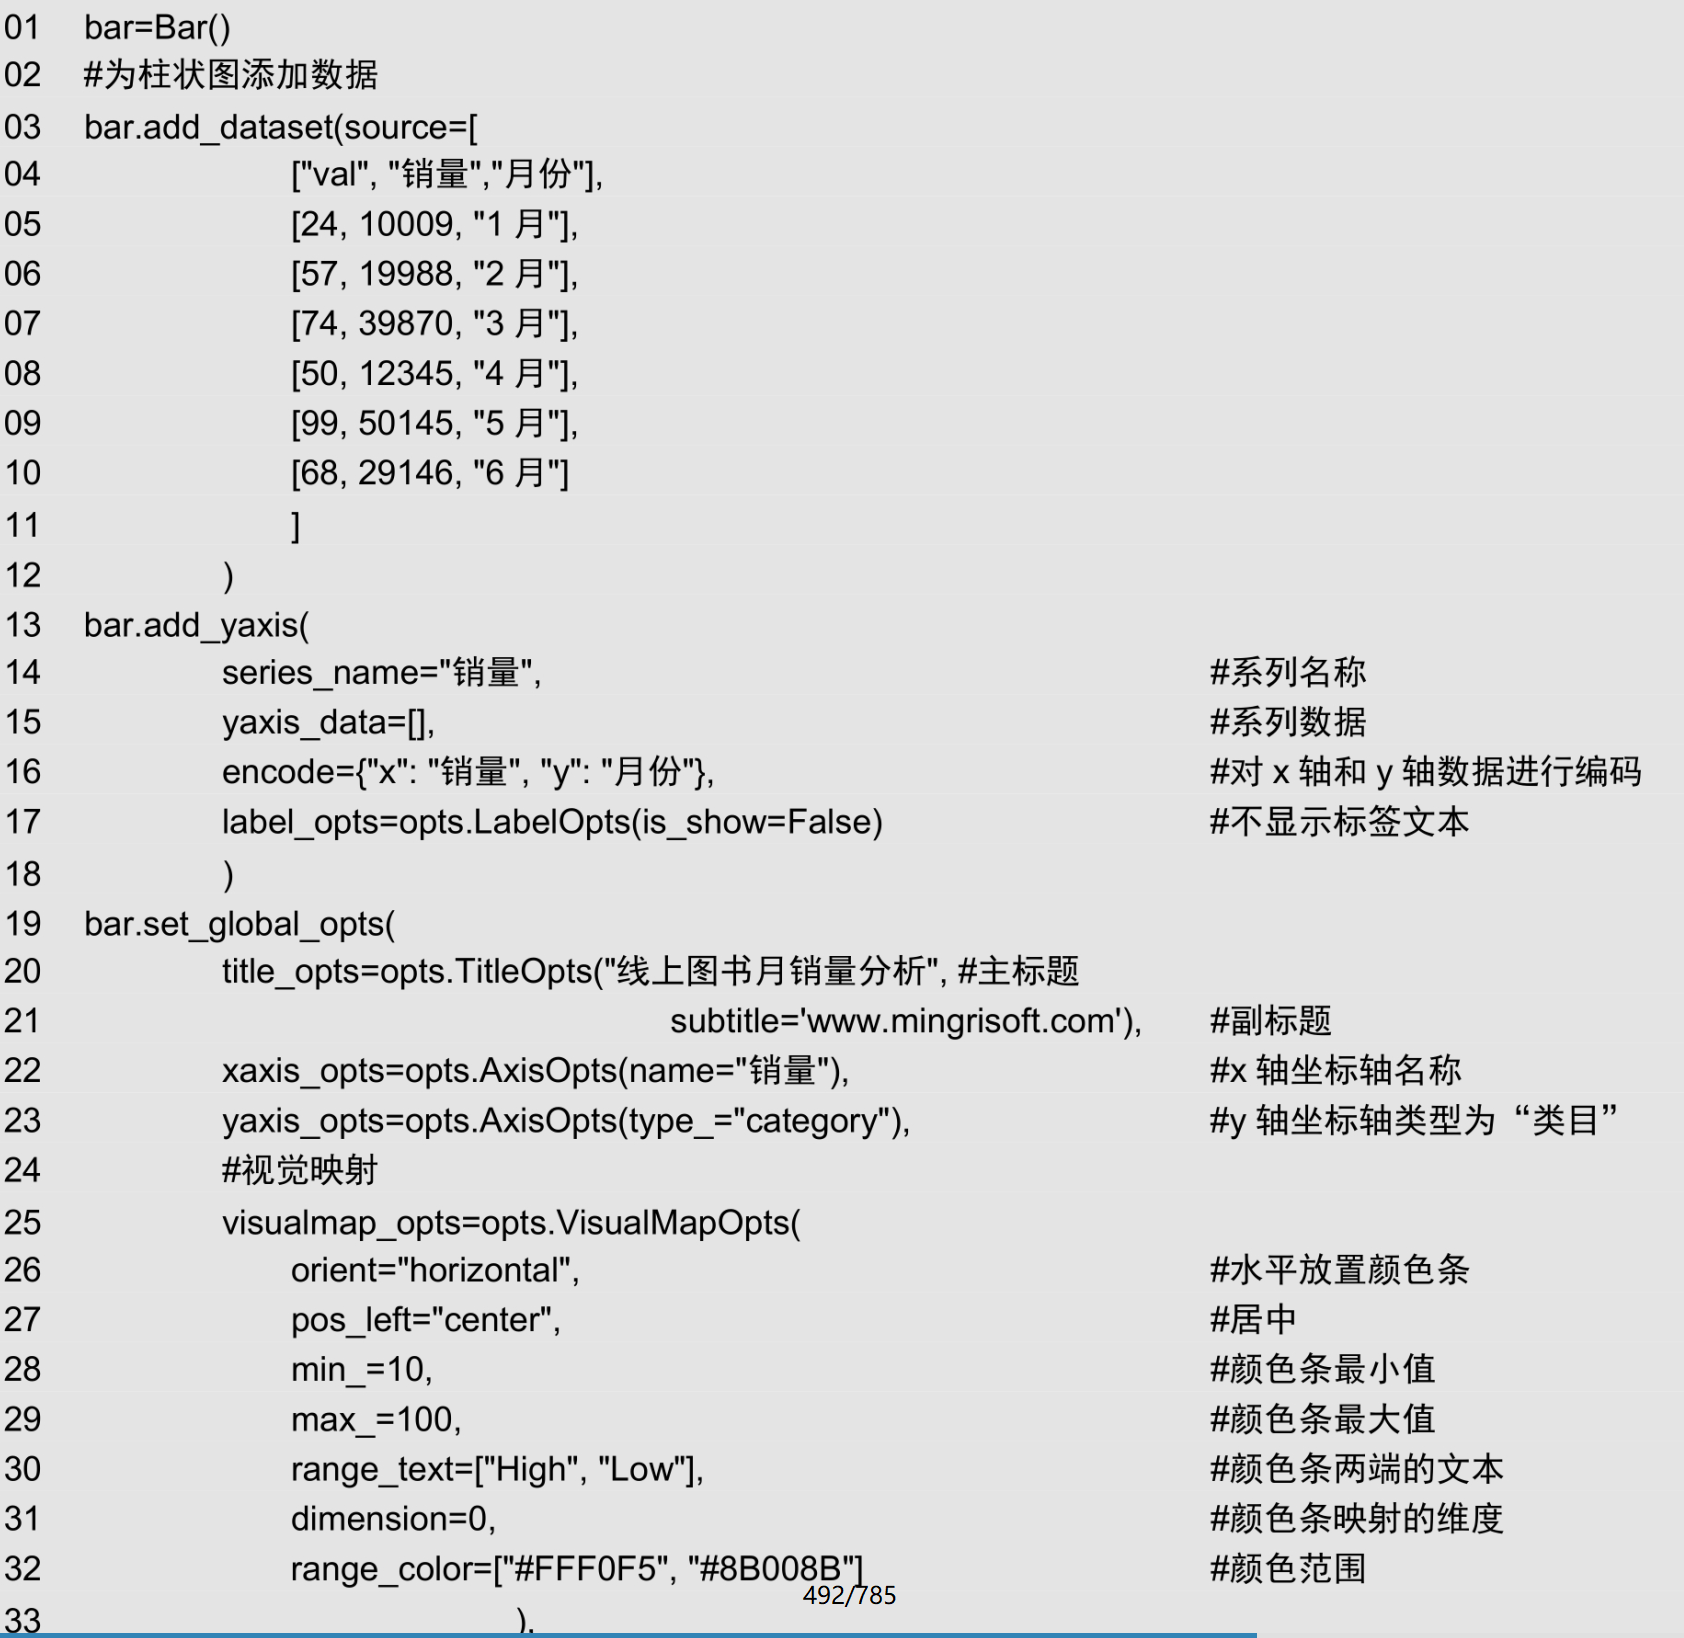 01 bar=Bar()
02 #为柱状图添加数据
03 bar.add_dataset(source=[
04 ["val", "销量","月份"],
05 [24, 10009, "1 月"],
06 [57, 19988, "2 月"],
07 [74, 39870, "3 月"],
08 [50, 12345, "4 月"],
09 [99, 50145, "5 月"],
10 [68, 29146, "6 月"]
11 ]
12 )
13 bar.add_yaxis(
14 series_name="销量", #系列名称
15 yaxis_data=[], #系列数据
16 encode={"x": "销量", "y": "月份"}, #对 x 轴和 y 轴数据进行编码
17 label_opts=opts.LabelOpts(is_show=False) #不显示标签文本
18 )
19 bar.set_global_opts(
20 title_opts=opts.TitleOpts("线上图书月销量分析", #主标题
21 subtitle='www.mingrisoft.com'), #副标题
22 xaxis_opts=opts.AxisOpts(name="销量"), #x 轴坐标轴名称
23 yaxis_opts=opts.AxisOpts(type_="category"), #y 轴坐标轴类型为“类目”
24 #视觉映射
25 visualmap_opts=opts.VisualMapOpts(
26 orient="horizontal", #水平放置颜色条
27 pos_left="center", #居中
28 min_=10, #颜色条最小值
29 max_=100, #颜色条最大值
30 range_text=["High", "Low"], #颜色条两端的文本
31 dimension=0, #颜色条映射的维度
32 range_color=["#FFF0F5", "#8B008B"] #颜色范围
492/785
33 ),